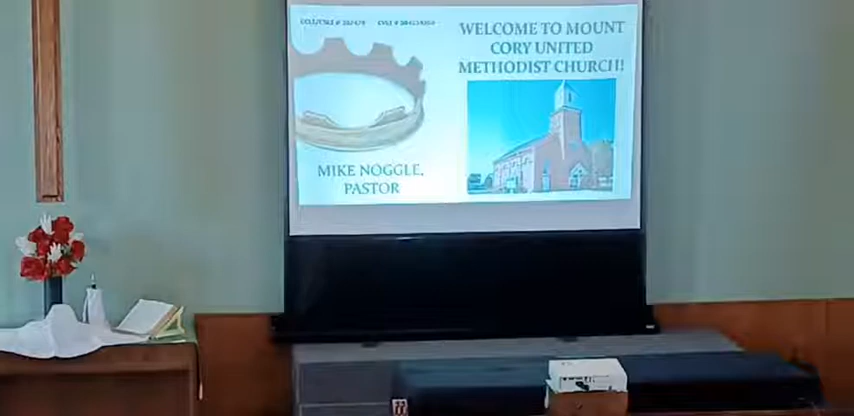 WELCOME TO MOUNT
CORY UNITED
METHODIST CHURCH!
MIKE NOGGLE,
PASTOR